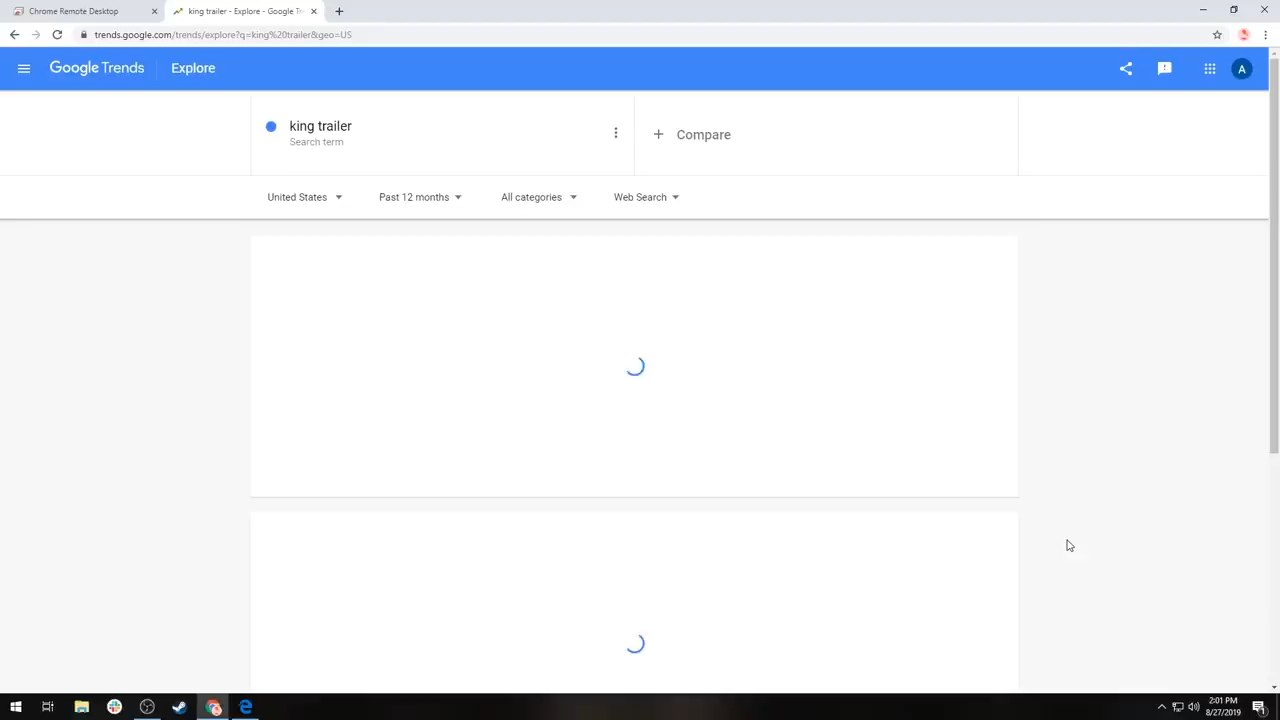 Chrome Remote Desktop
king trailer - Explore - Google Tre
trends.google.com/trends/explore?q=king%20trailer&geo=US
Google Trends
Explore
A
king trailer
Search term
+ Compare
United States
Past 12 months
All categories
Web Search
2:01 PM
8/27/2019
1